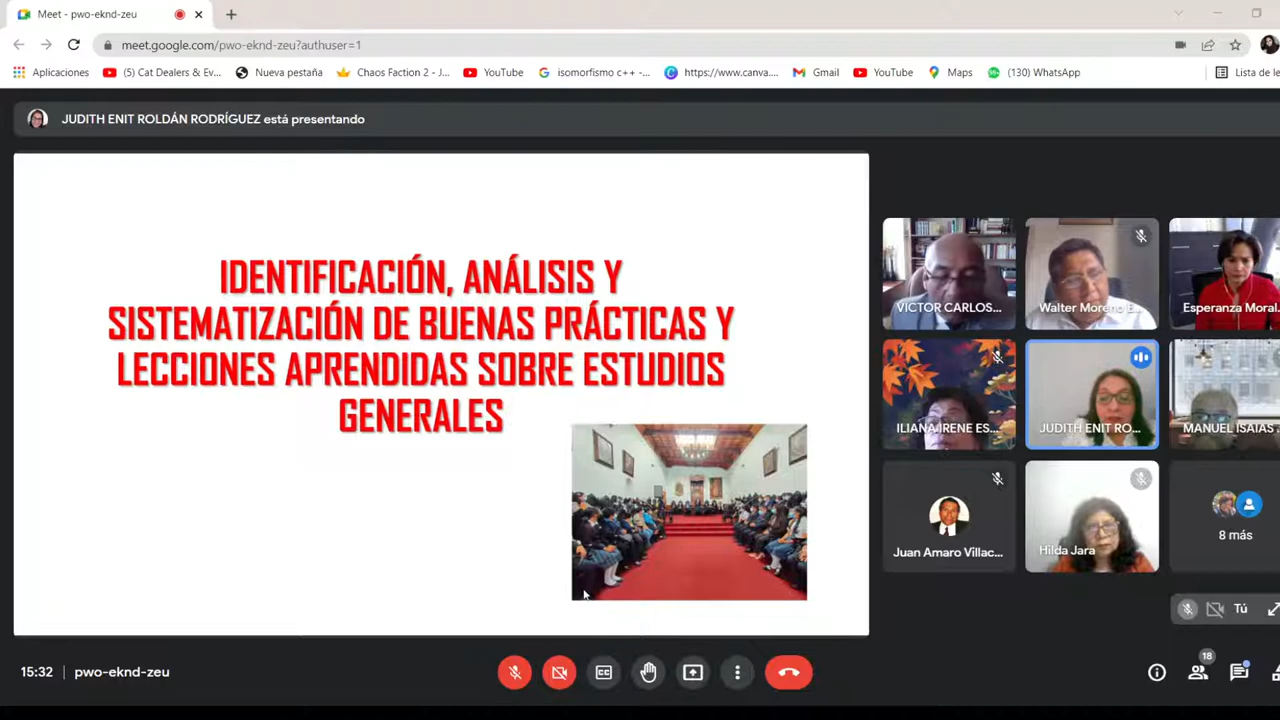 Meet - pwo-eknd-zeu
meet.google.com/pwo-eknd-zeu?authuser=1
Aplicaciones
(5) Cat Dealers & Ev...
Nueva pestaña
Chaos Faction 2 - J...
YouTube
isomorfismo c++ -...
https://www.canva....
Gmail
YouTube
Maps
(130) WhatsApp
Lista de le
JUDITH ENIT ROLDÁN RODRÍGUEZ está presentando
IDENTIFICACIÓN, ANÁLISIS Y
SISTEMATIZACIÓN DE BUENAS PRÁCTICAS Y
LECCIONES APRENDIDAS SOBRE ESTUDIOS
GENERALES
VICTOR CARLOS...
Walter Moreno E...
Esperanza Moral...
ILIANA IRENE ES...
JUDITH ENIT RO...
MANUEL ISAIAS
Juan Amaro Villac...
Hilda Jara
8 más
Tú
15:32
pwo-eknd-zeu
CC
18